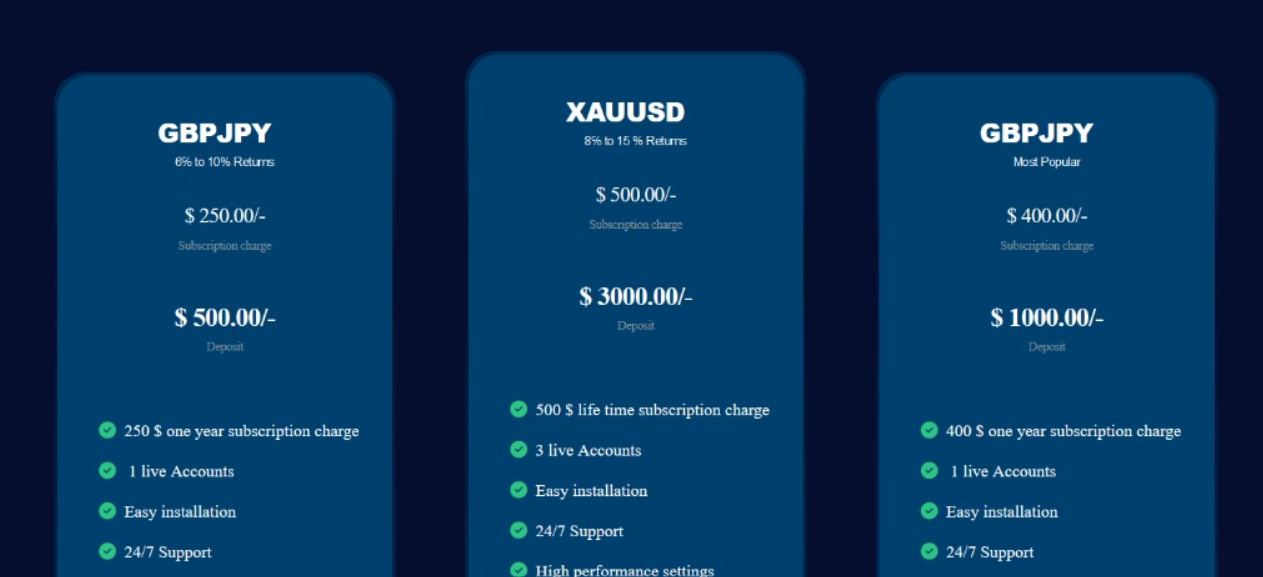 GBPJPY
6% to 10% Returns
$ 250.00/-
Subscription charge
$ 500.00/-
Deposit
250 $ one year subscription charge
1 live Accounts
Easy installation
24/7 Support
XAUUSD
8% to 15 % Returns
$ 500.00/-
Subscription charge
$ 3000.00/-
Deposit
500 $ life time subscription charge
3 live Accounts
Easy installation
24/7 Support
High performance settings
GBPJPY
Most Popular
$ 400.00/-
Subscription charge
$ 1000.00/-
Deposit
400 $ one year subscription charge
1 live Accounts
Easy installation
24/7 Support